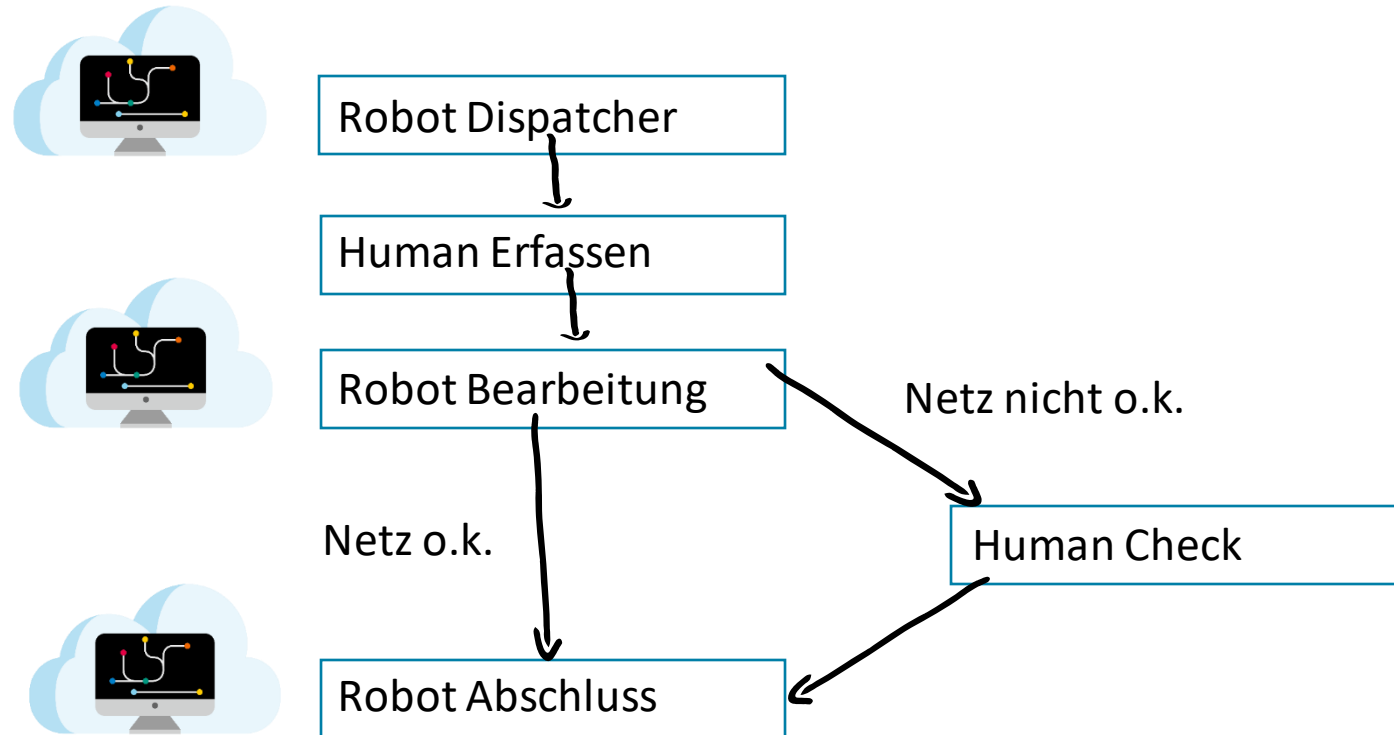 Robot Dispatcher
Human Erfassen
Robot Bearbeitung
Netz nicht o.k.
Netz o.k.
Human Check
Robot Abschluss